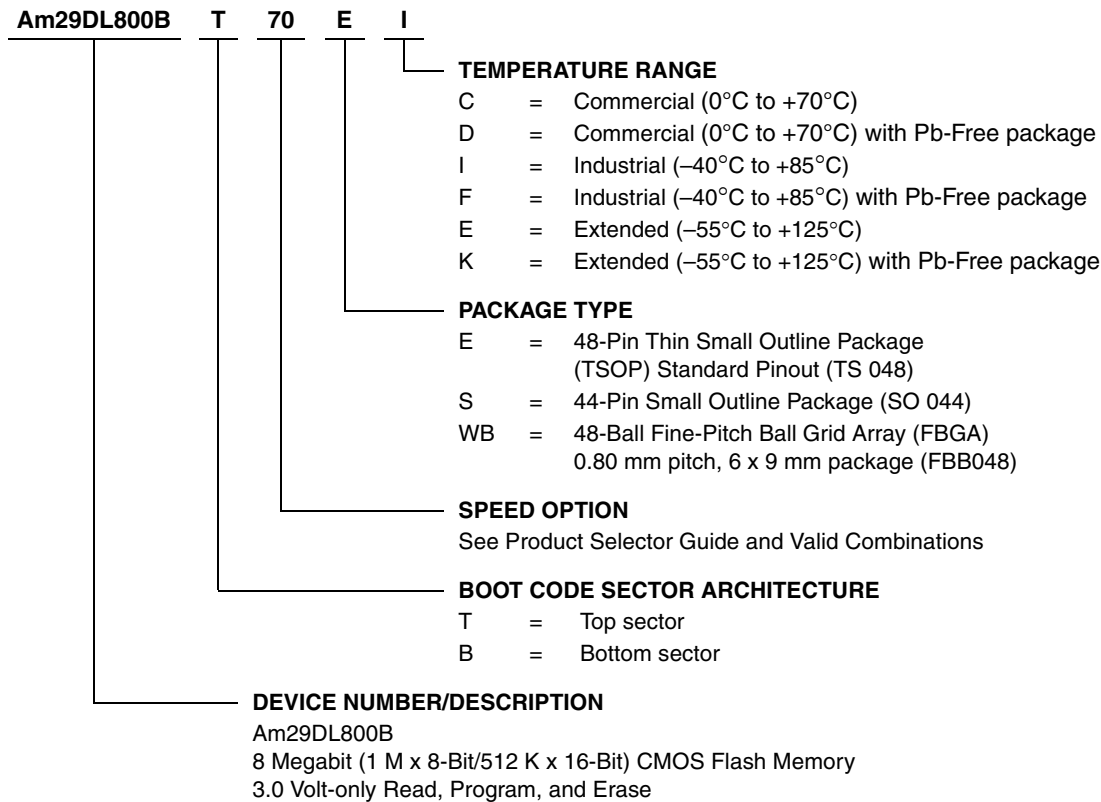 Am29DL800B T 70 E I
TEMPERATURE RANGE
C = Commercial (0°C to +70°C)
D = Commercial (0°C to +70°C) with Pb-Free package
I = Industrial (–40°C to +85°C)
F = Industrial (–40°C to +85°C) with Pb-Free package
E = Extended (–55°C to +125°C)
K = Extended (–55°C to +125°C) with Pb-Free package
PACKAGE TYPE
E = 48-Pin Thin Small Outline Package
(TSOP) Standard Pinout (TS 048)
S = 44-Pin Small Outline Package (SO 044)
WB = 48-Ball Fine-Pitch Ball Grid Array (FBGA)
0.80 mm pitch, 6 x 9 mm package (FBB048)
SPEED OPTION
See Product Selector Guide and Valid Combinations
BOOT CODE SECTOR ARCHITECTURE
T = Top sector
B = Bottom sector
DEVICE NUMBER/DESCRIPTION
Am29DL800B
8 Megabit (1 M x 8-Bit/512 K x 16-Bit) CMOS Flash Memory
3.0 Volt-only Read, Program, and Erase